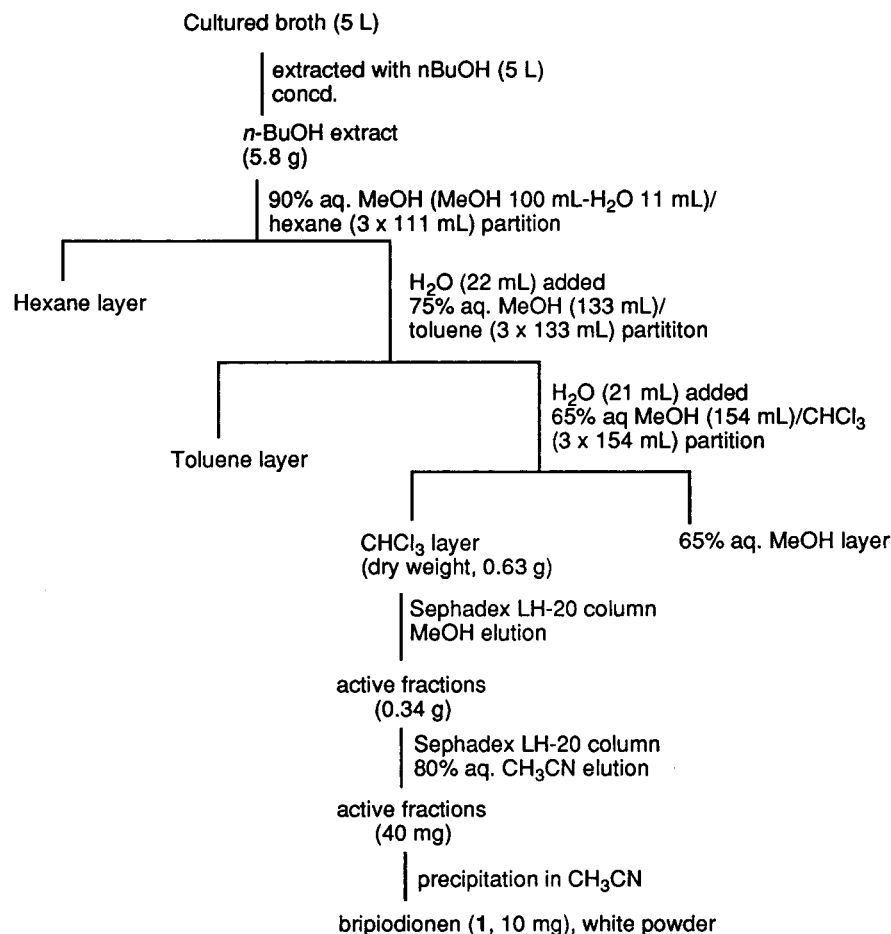 Cultured broth (5 L)
extracted with nBuOH (5 L)
concd.
n-BuOH extract
(5.8 g)
90% aq. MeOH (MeOH 100 mL-H₂O 11 mL)/
hexane (3 x 111 mL) partition
Hexane layer
H₂O (22 mL) added
75% aq. MeOH (133 mL)/
toluene (3 x 133 mL) partititon
Toluene layer
H₂O (21 mL) added
65% aq MeOH (154 mL)/CHCl₃
(3 x 154 mL) partition
CHCl₃ layer
(dry weight, 0.63 g)
65% aq. MeOH layer
Sephadex LH-20 column
MeOH elution
active fractions
(0.34 g)
Sephadex LH-20 column
80% aq. CH₃CN elution
active fractions
(40 mg)
precipitation in CH₃CN
bripiodionen (1, 10 mg), white powder